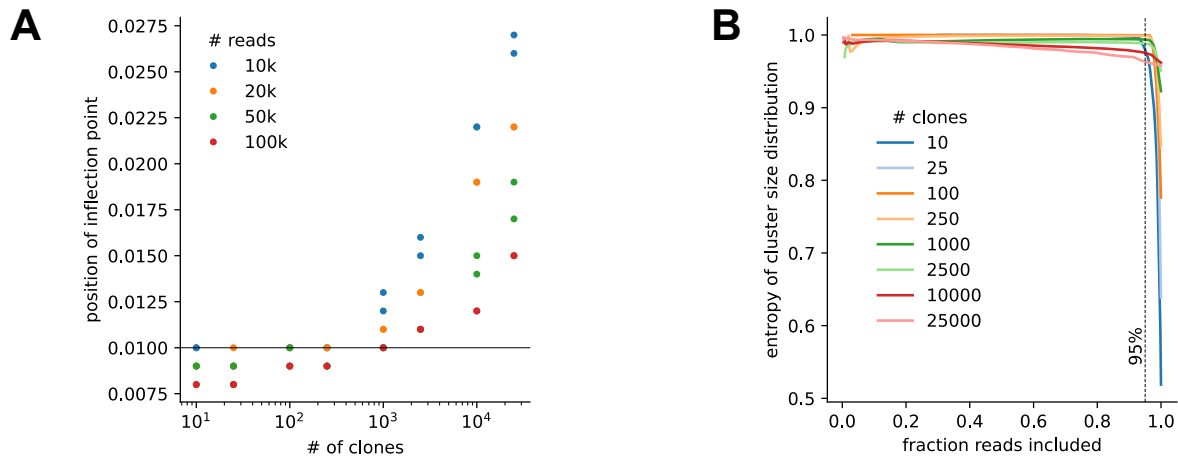 A
position of inflection point
0.0275
0.0250
0.0225
0.0200
0.0175
0.0150
0.0125
0.0100
0.0075
# reads
10k
20k
50k
100k
10¹ 10² 10³ 10⁴
# of clones
B
entropy of cluster size distribution
1.0
0.9
0.8
0.7
0.6
0.5
# clones
10
25
100
250
1000
2500
10000
25000
95%
0.0 0.2 0.4 0.6 0.8 1.0
fraction reads included